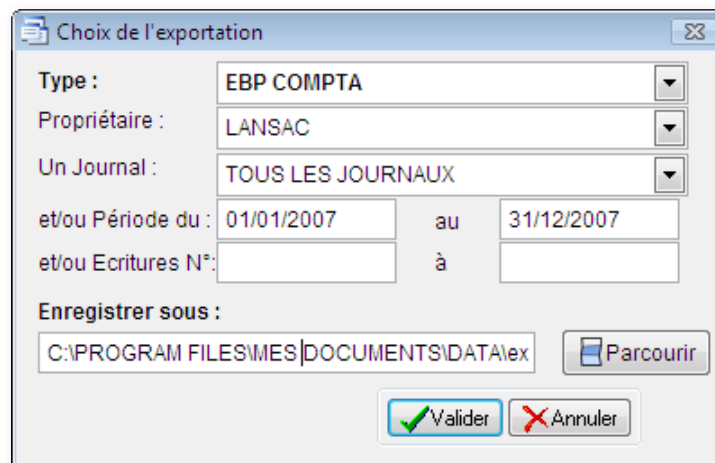 Choix de l'exportation
Type : EBP COMPTA
Propriétaire : LANSAC
Un Journal : TOUS LES JOURNAUX
et/ou Période du : 01/01/2007 au 31/12/2007
et/ou Ecritures N°: à
Enregistrer sous :
C:\PROGRAM FILES\MES DOCUMENTS\DATA\ex Parcourir
Valider Annuler